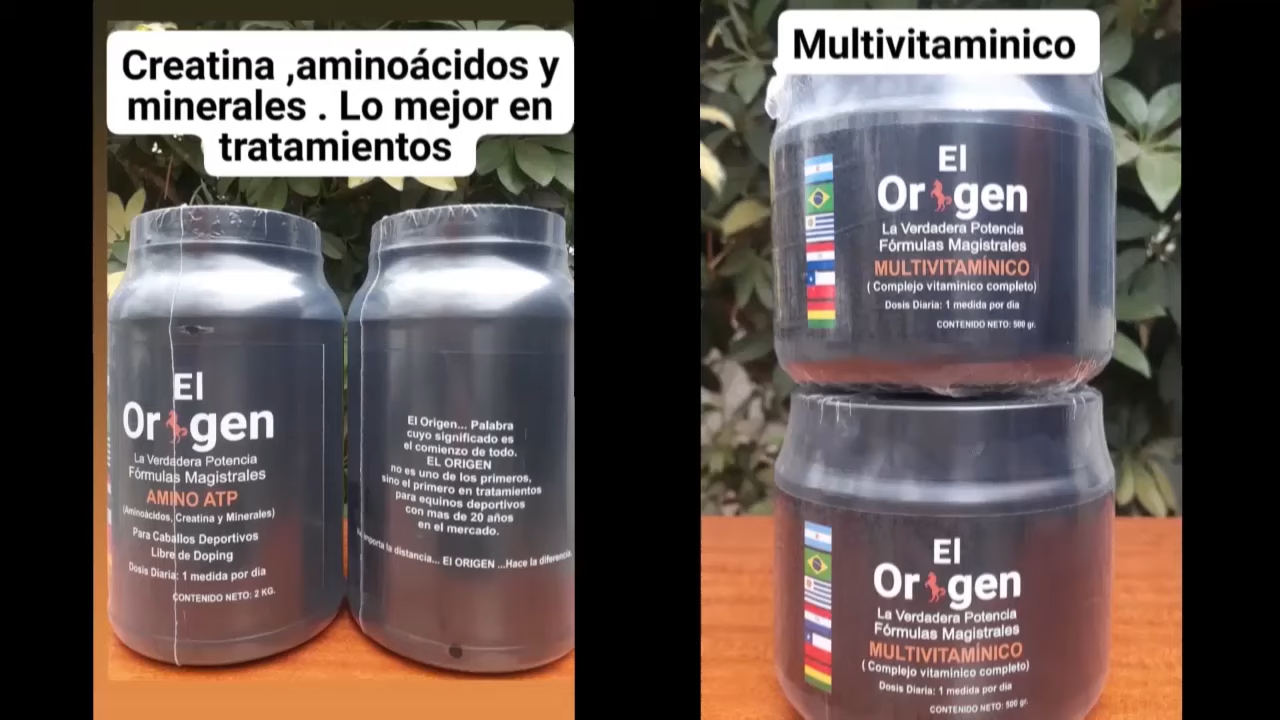 Creatina ,aminoácidos y
minerales . Lo mejor en
tratamientos
El
Origen
La Verdadera Potencia
Fórmulas Magistrales
AMINO ATP
(Aminoácidos, Creatina y Minerales)
Para Caballos Deportivos
Libre de Doping
Dosis Diaria: 1 medida por dia
CONTENIDO NETO: 2 KG.
El Origen... Palabra
cuyo significado es
el comienzo de todo.
EL ORIGEN
no es uno de los primeros,
sino el primero en tratamientos
para equinos deportivos
con mas de 20 años
en el mercado.
importa la distancia... El ORIGEN ...Hace la diferencia
Multivitaminico
El
Origen
La Verdadera Potencia
Fórmulas Magistrales
MULTIVITAMÍNICO
( Complejo vitaminico completo)
Dosis Diaria: 1 medida por dia
CONTENIDO NETO: 500 gr.
El
Origen
La Verdadera Potencia
Fórmulas Magistrales
MULTIVITAMÍNICO
( Complejo vitaminico completo)
Dosis Diaria: 1 medida por dia
CONTENIDO NETO: 500 gr.